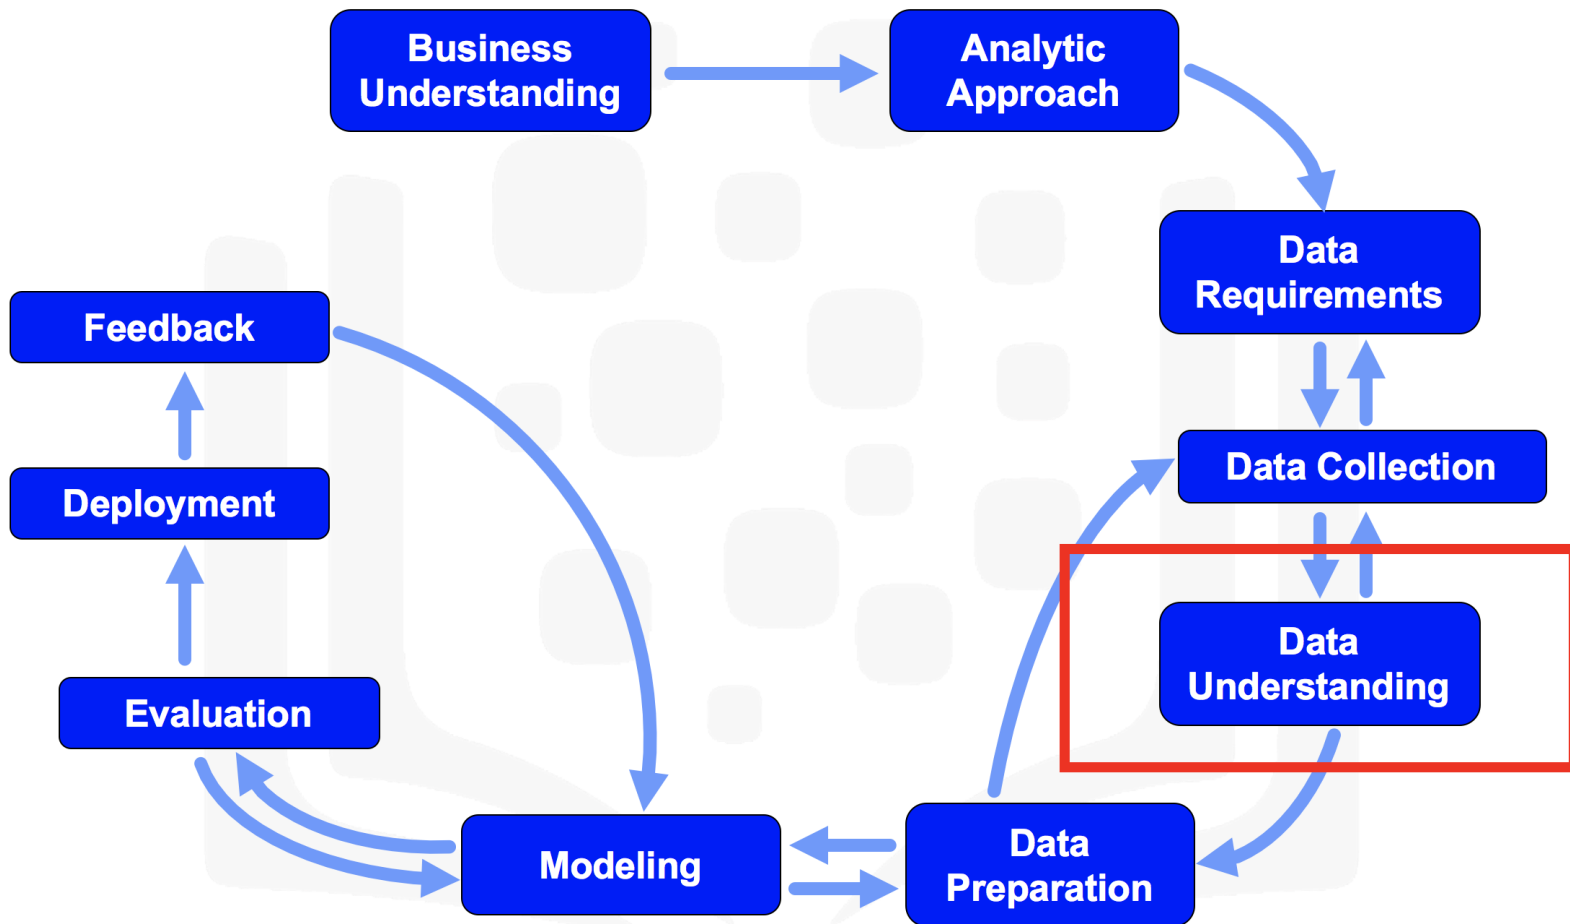 Business
Understanding
Analytic
Approach
Data
Requirements
Feedback
Data Collection
Deployment
Data
Understanding
Evaluation
Modeling
Data
Preparation